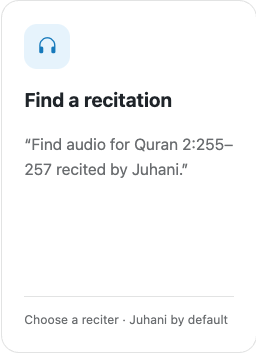 Find a recitation
“Find audio for Quran 2:255–
257 recited by Juhani.”
Choose a reciter · Juhani by default